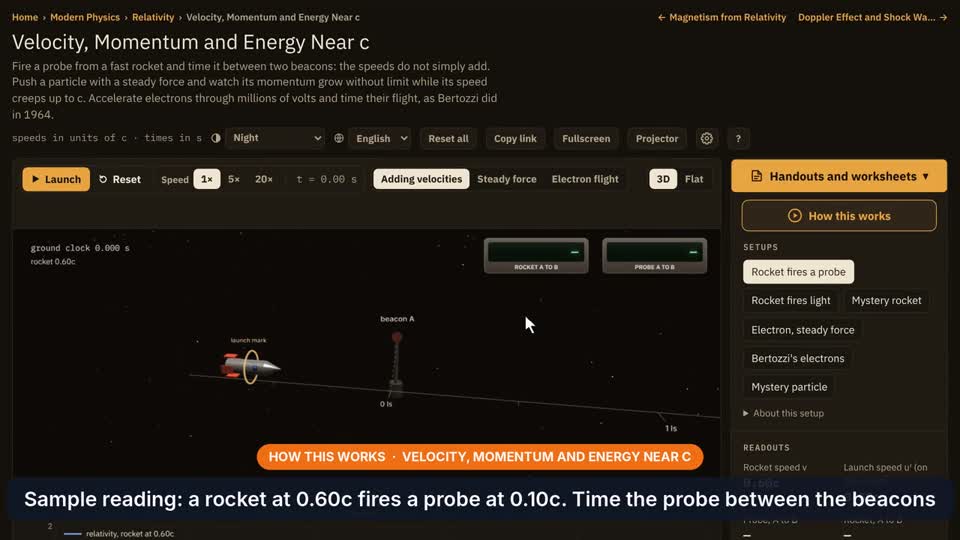 Home › Modern Physics › Relativity › Velocity, Momentum and Energy Near c
← Magnetism from Relativity Doppler Effect and Shock Wa... →
Velocity, Momentum and Energy Near c
Fire a probe from a fast rocket and time it between two beacons: the speeds do not simply add.
Push a particle with a steady force and watch its momentum grow without limit while its speed
creeps up to c. Accelerate electrons through millions of volts and time their flight, as Bertozzi did
in 1964.
speeds in units of c · times in s Night English Reset all Copy link Fullscreen Projector ?
Launch Reset Speed 1× 5× 20× t = 0.00 s Adding velocities Steady force Electron flight 3D Flat
Handouts and worksheets ▾
How this works
SETUPS
Rocket fires a probe
Rocket fires light Mystery rocket
Electron, steady force
Bertozzi's electrons
Mystery particle
▸ About this setup
READOUTS
Rocket speed v Launch speed u' (on
Rocket, A to B
ground clock 0.000 s
rocket 0.60c
ROCKET A TO B PROBE A TO B
beacon A
launch mark
0 ls
1 ls
HOW THIS WORKS · VELOCITY, MOMENTUM AND ENERGY NEAR C
Sample reading: a rocket at 0.60c fires a probe at 0.10c. Time the probe between the beacons
2
relativity, rocket at 0.60c